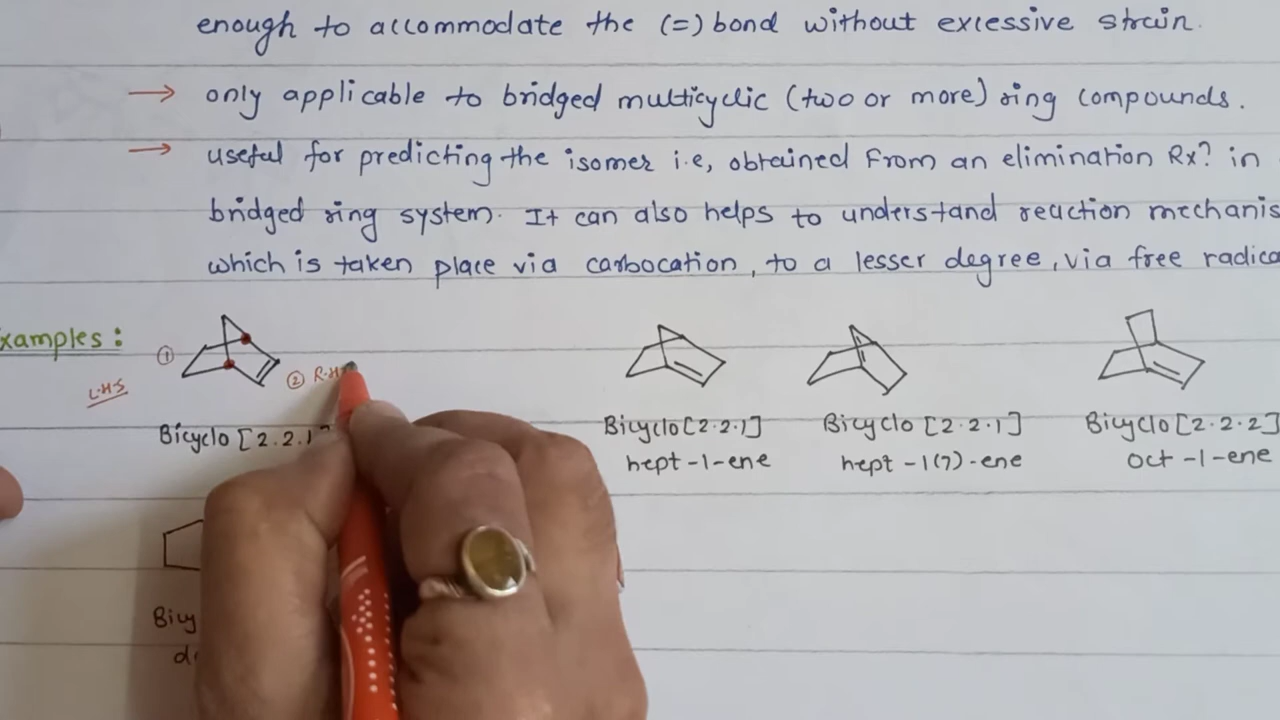 enough to accommodate the (=) bond without excessive strain.
→ only applicable to bridged multicyclic (two or more) ring compounds.
→ useful for predicting the isomer i.e, obtained From an elimination Rx? in
bridged ring system. It can also helps to understand reaction mechanis
which is taken place via carbocation, to a lesser degree, via free radica
xamples:
①
L·H·S
② R·H
Bicyclo [2.2.1
Bicyclo[2·2·1]
hept-1-ene
Bicyclo [2·2·1]
hept-1(7)-ene
Bicyclo[2·2·2]
oct-1-ene
Bicy